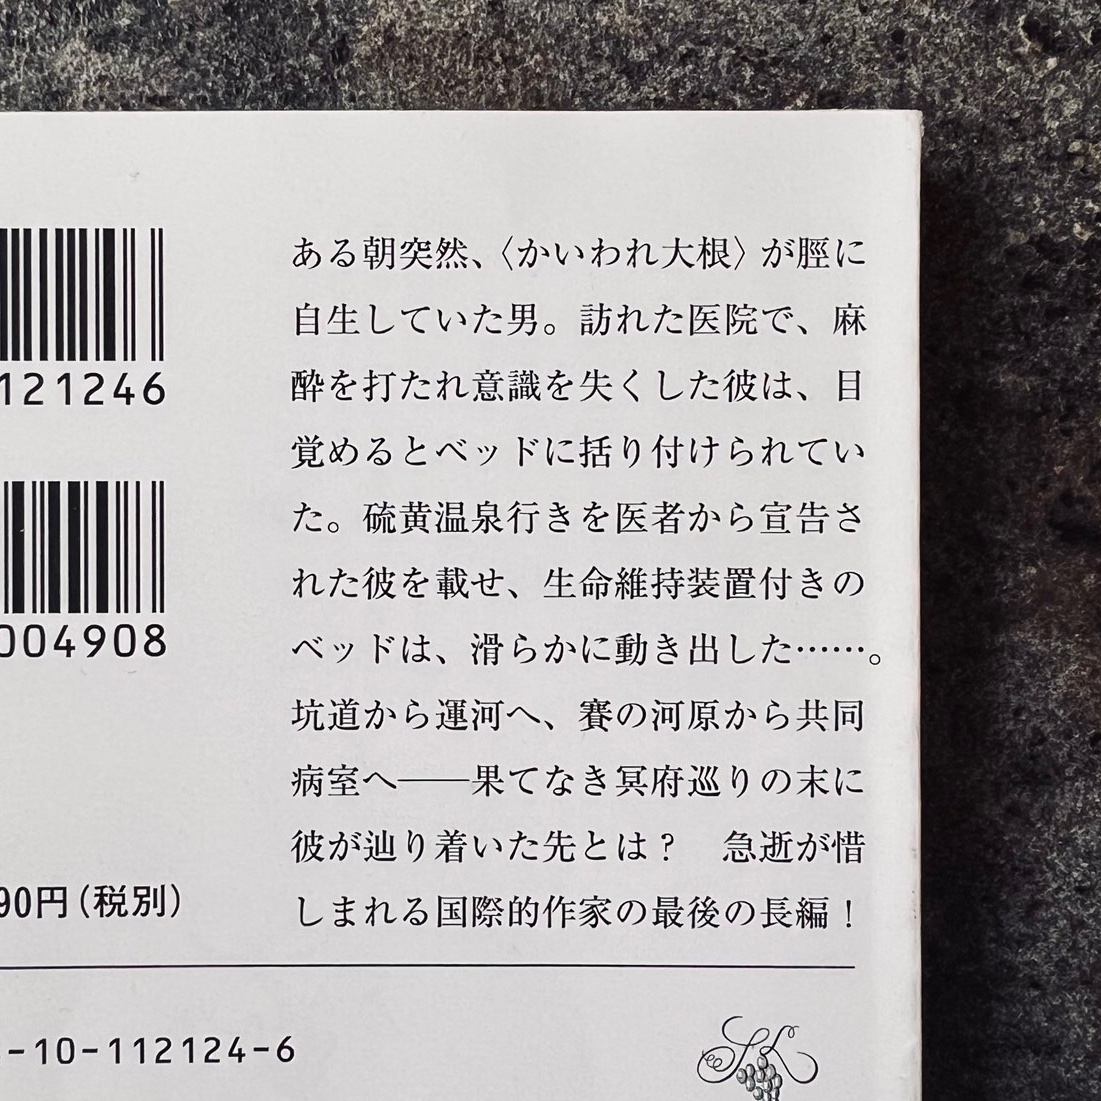 121246
004908
90円(税別)
-10-112124-6
ある朝突然、〈かいわれ大根〉が脛に
自生していた男。訪れた医院で、麻
酔を打たれ意識を失くした彼は、目
覚めるとベッドに括り付けられてい
た。硫黄温泉行きを医者から宣告さ
れた彼を載せ、生命維持装置付きの
ベッドは、滑らかに動き出した……。
坑道から運河へ、賽の河原から共同
病室へ――果てなき冥府巡りの末に
彼が辿り着いた先とは?　急逝が惜
しまれる国際的作家の最後の長編!